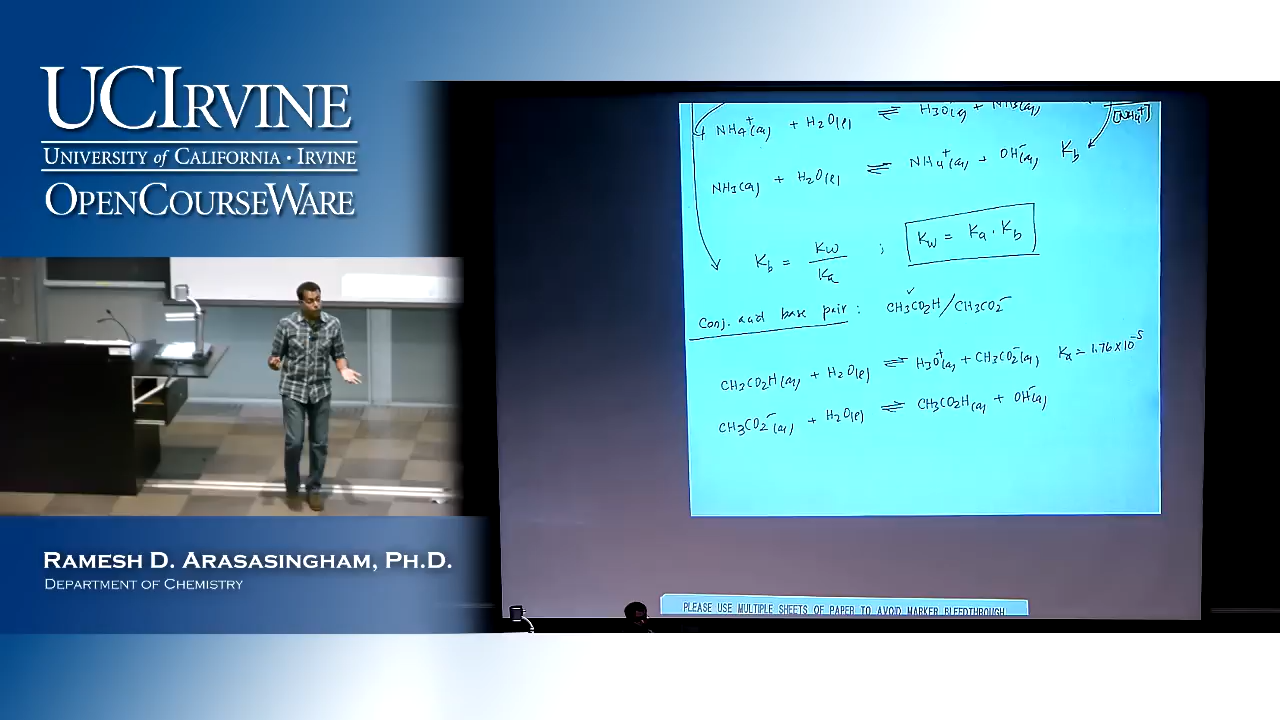 UCIRVINE
UNIVERSITY of CALIFORNIA · IRVINE
OPENCOURSEWARE
RAMESH D. ARASASINGHAM, PH.D.
DEPARTMENT OF CHEMISTRY
+ NH4⁺(aq) + H2O(l) ⇌ H3O⁺(aq) + NH3(aq) [NH4⁺]
NH3(aq) + H2O(l) ⇌ NH4⁺(aq) + OH⁻(aq) Kb
Kb = Kw / Ka ; Kw = Ka · Kb
Conj. acid base pair : CH3CO2H/CH3CO2⁻
CH3CO2H(aq) + H2O(l) ⇌ H3O⁺(aq) + CH3CO2⁻(aq) Ka = 1.76 x 10⁻⁵
CH3CO2⁻(aq) + H2O(l) ⇌ CH3CO2H(aq) + OH⁻(aq)
PLEASE USE MULTIPLE SHEETS OF PAPER TO AVOID MARKER BLEEDTHROUGH